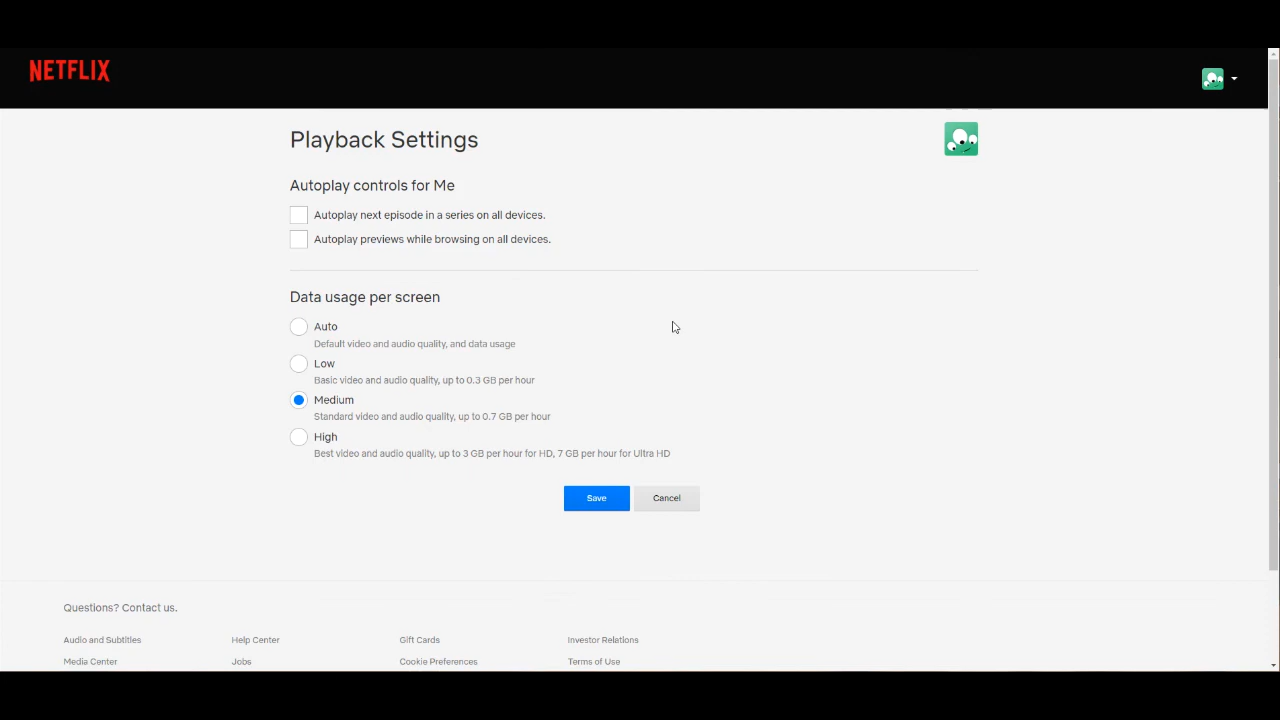 NETFLIX
Playback Settings
Autoplay controls for Me
Autoplay next episode in a series on all devices.
Autoplay previews while browsing on all devices.
Data usage per screen
Auto
Default video and audio quality, and data usage
Low
Basic video and audio quality, up to 0.3 GB per hour
Medium
Standard video and audio quality, up to 0.7 GB per hour
High
Best video and audio quality, up to 3 GB per hour for HD, 7 GB per hour for Ultra HD
Save Cancel
Questions? Contact us.
Audio and Subtitles Help Center Gift Cards Investor Relations
Media Center Jobs Cookie Preferences Terms of Use